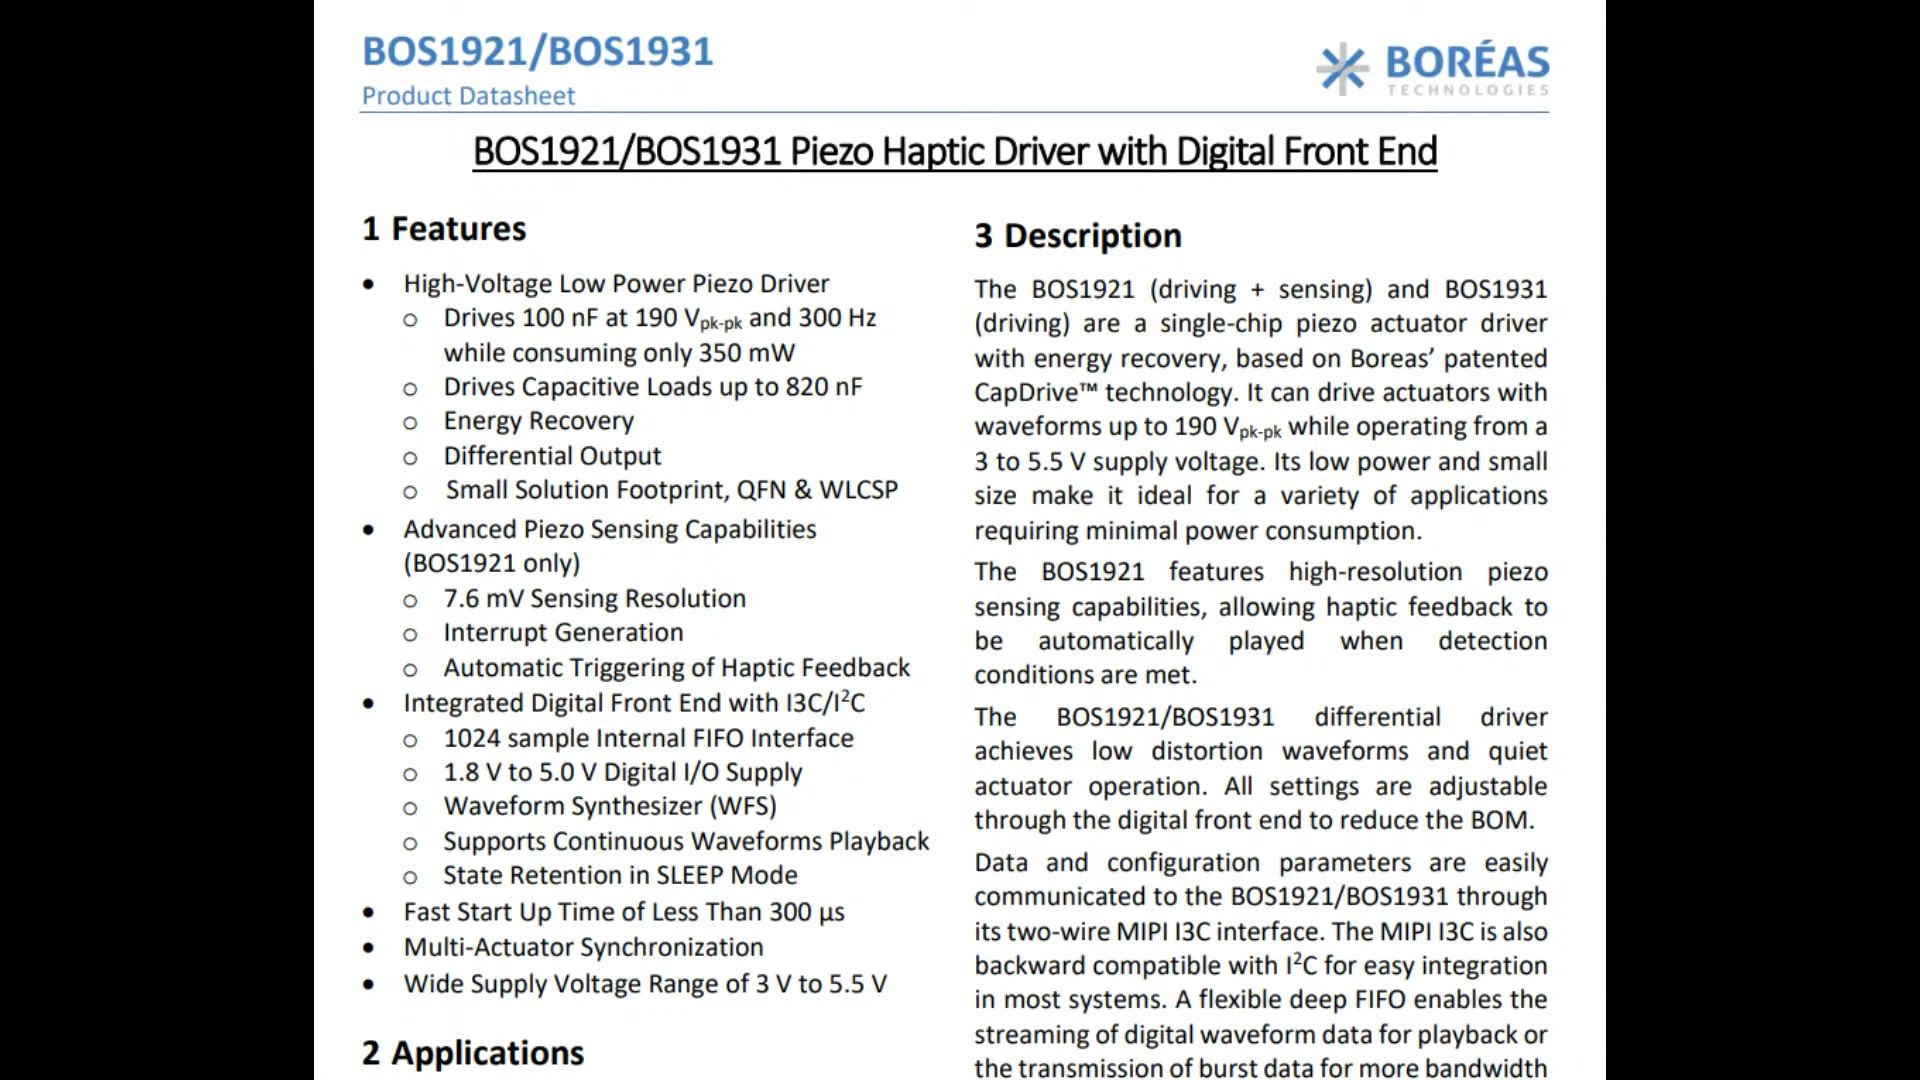 BOS1921/BOS1931
Product Datasheet
BORÉAS
TECHNOLOGIES
BOS1921/BOS1931 Piezo Haptic Driver with Digital Front End
1 Features
• High-Voltage Low Power Piezo Driver
o Drives 100 nF at 190 Vpk-pk and 300 Hz
while consuming only 350 mW
o Drives Capacitive Loads up to 820 nF
o Energy Recovery
o Differential Output
o Small Solution Footprint, QFN & WLCSP
• Advanced Piezo Sensing Capabilities
(BOS1921 only)
o 7.6 mV Sensing Resolution
o Interrupt Generation
o Automatic Triggering of Haptic Feedback
• Integrated Digital Front End with I3C/I²C
o 1024 sample Internal FIFO Interface
o 1.8 V to 5.0 V Digital I/O Supply
o Waveform Synthesizer (WFS)
o Supports Continuous Waveforms Playback
o State Retention in SLEEP Mode
• Fast Start Up Time of Less Than 300 µs
• Multi-Actuator Synchronization
• Wide Supply Voltage Range of 3 V to 5.5 V
2 Applications
3 Description
The BOS1921 (driving + sensing) and BOS1931
(driving) are a single-chip piezo actuator driver
with energy recovery, based on Boreas’ patented
CapDrive™ technology. It can drive actuators with
waveforms up to 190 Vpk-pk while operating from a
3 to 5.5 V supply voltage. Its low power and small
size make it ideal for a variety of applications
requiring minimal power consumption.
The BOS1921 features high-resolution piezo
sensing capabilities, allowing haptic feedback to
be automatically played when detection
conditions are met.
The BOS1921/BOS1931 differential driver
achieves low distortion waveforms and quiet
actuator operation. All settings are adjustable
through the digital front end to reduce the BOM.
Data and configuration parameters are easily
communicated to the BOS1921/BOS1931 through
its two-wire MIPI I3C interface. The MIPI I3C is also
backward compatible with I²C for easy integration
in most systems. A flexible deep FIFO enables the
streaming of digital waveform data for playback or
the transmission of burst data for more bandwidth